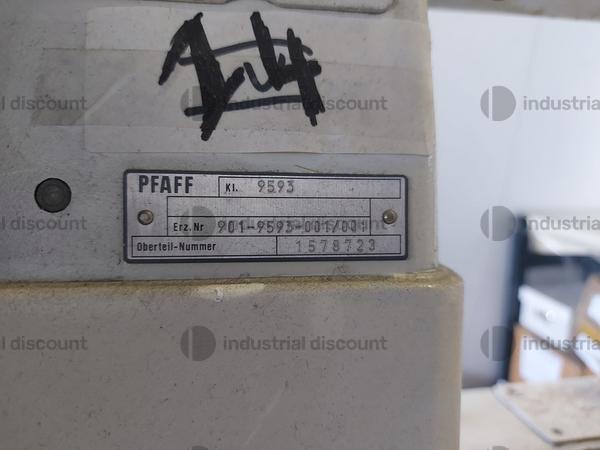 PFAFF Kl. 9593
Erz.Nr 901-9593-001/001
Oberteil-Nummer 1578723
industrial discount